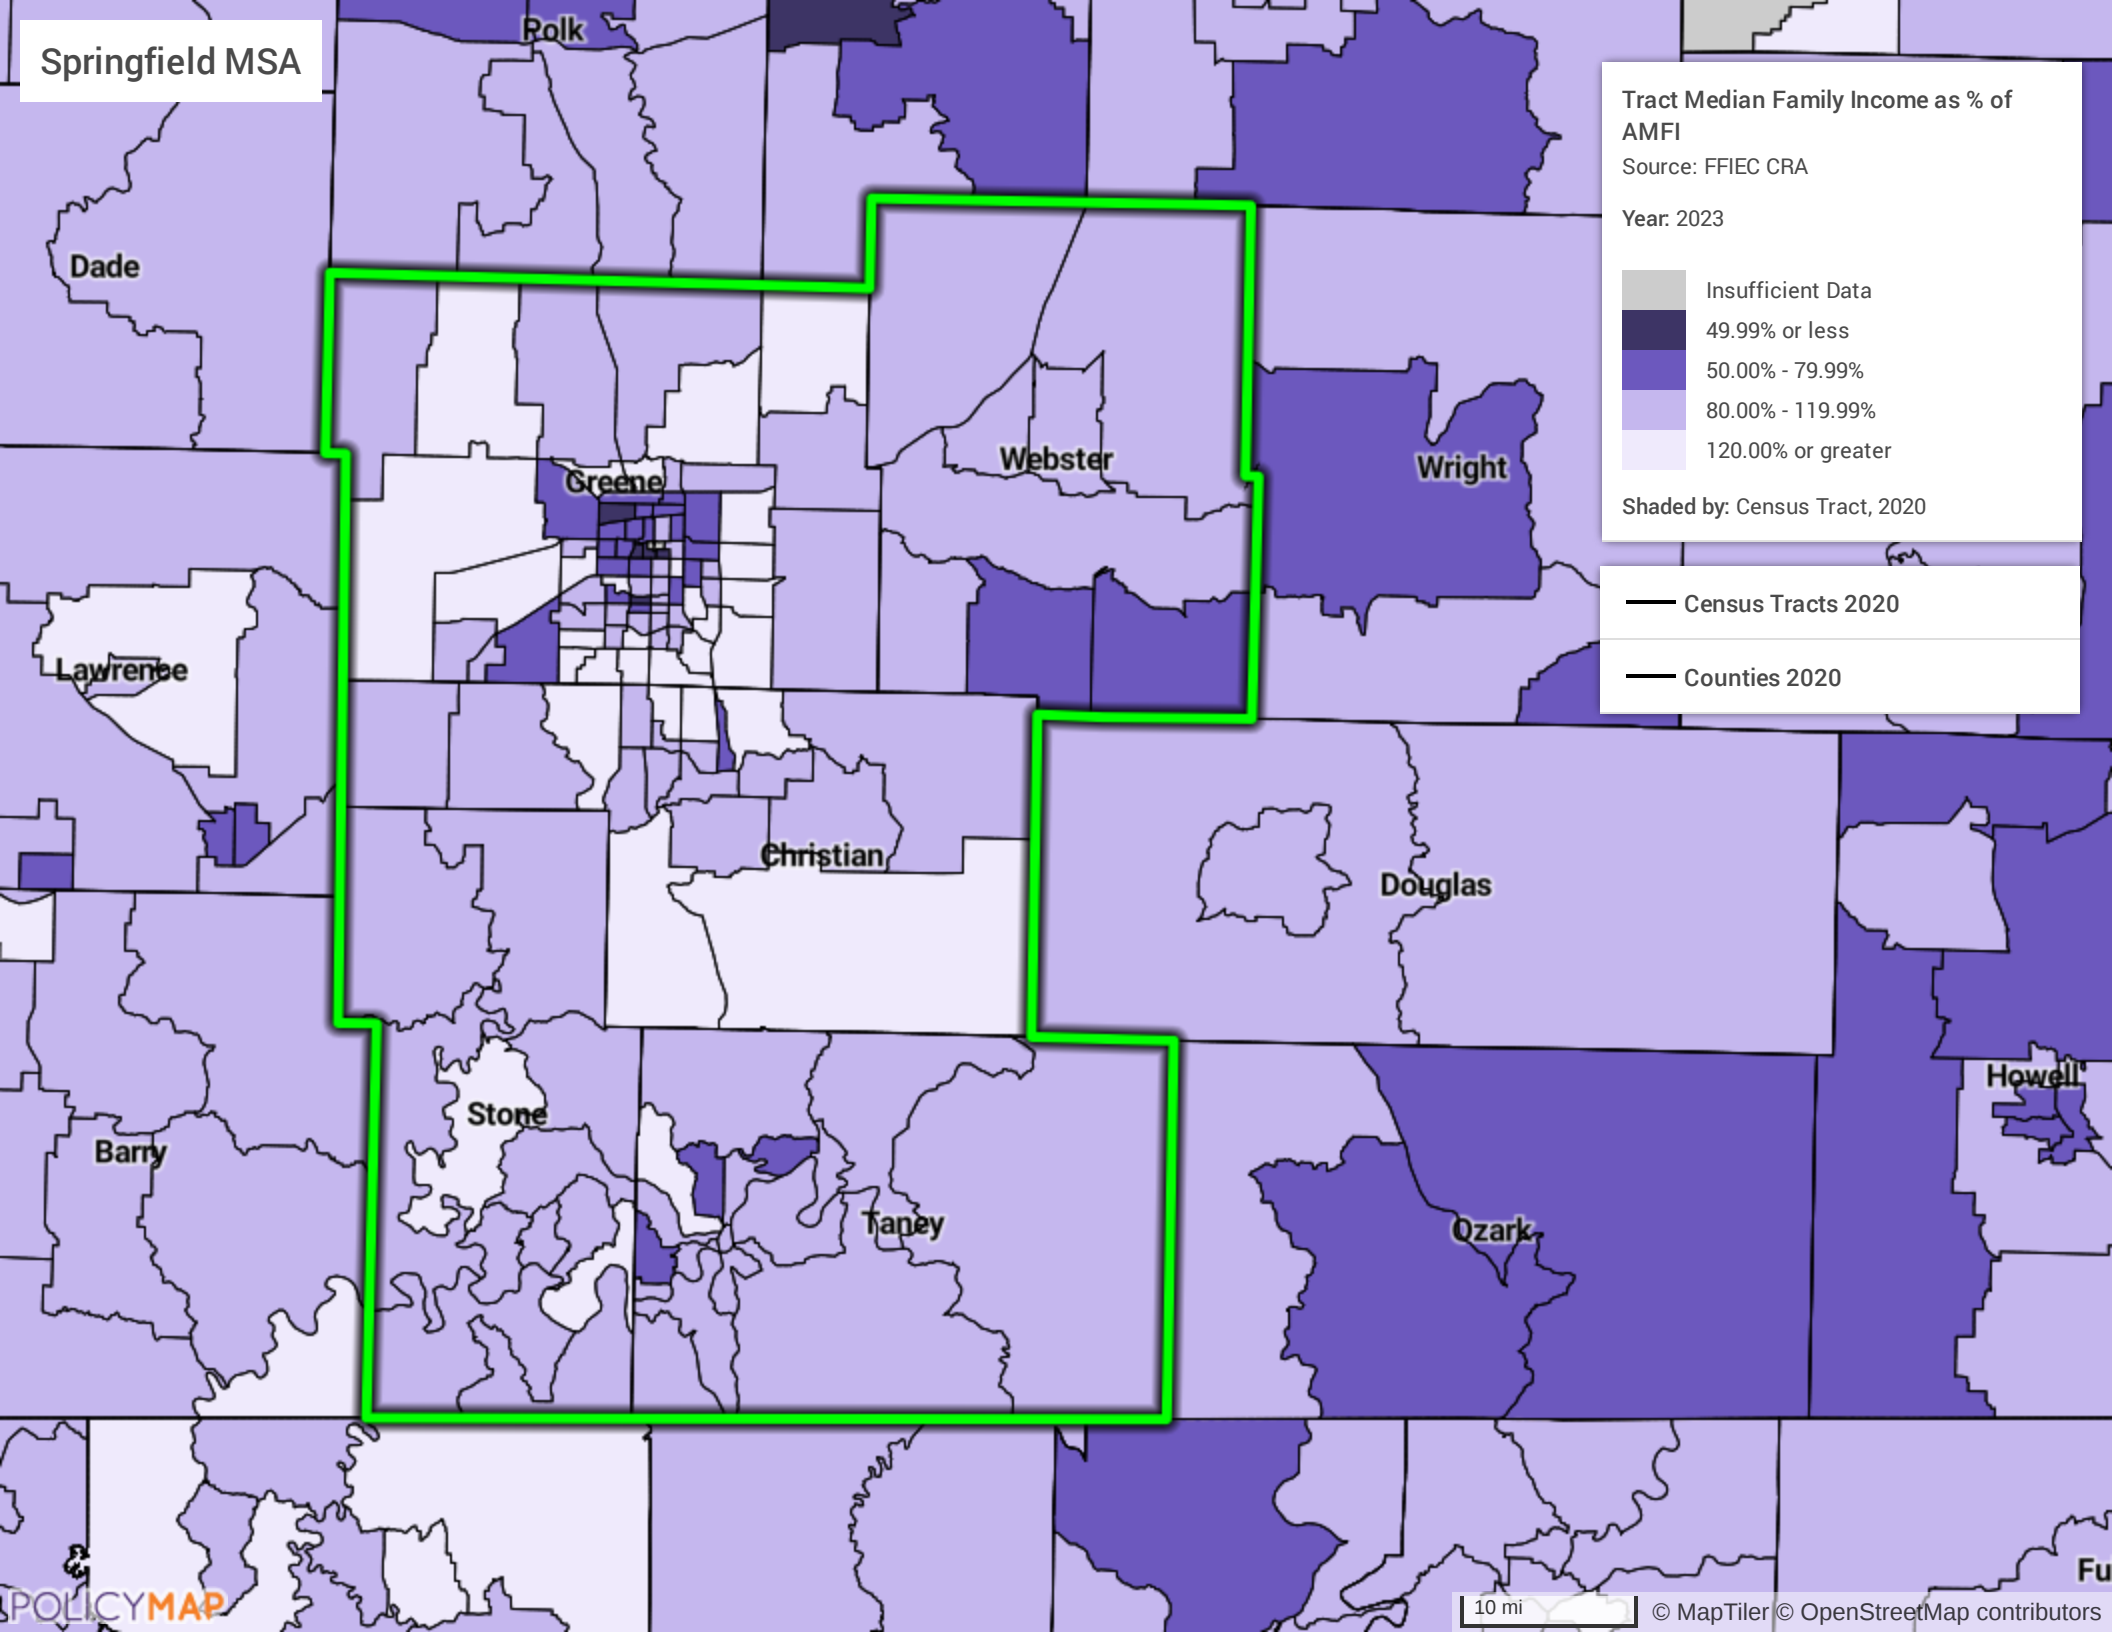 Springfield MSA
Polk
Tract Median Family Income as % of
AMFI
Source: FFIEC CRA
Year: 2023
Insufficient Data
49.99% or less
50.00% - 79.99%
80.00% - 119.99%
120.00% or greater
Shaded by: Census Tract, 2020
Census Tracts 2020
Counties 2020
Dade
Greene
Webster
Wright
Lawrence
Christian
Douglas
Howell
Stone
Barry
Taney
Ozark
Fu
POLICYMAP
10 mi
© MapTiler © OpenStreetMap contributors